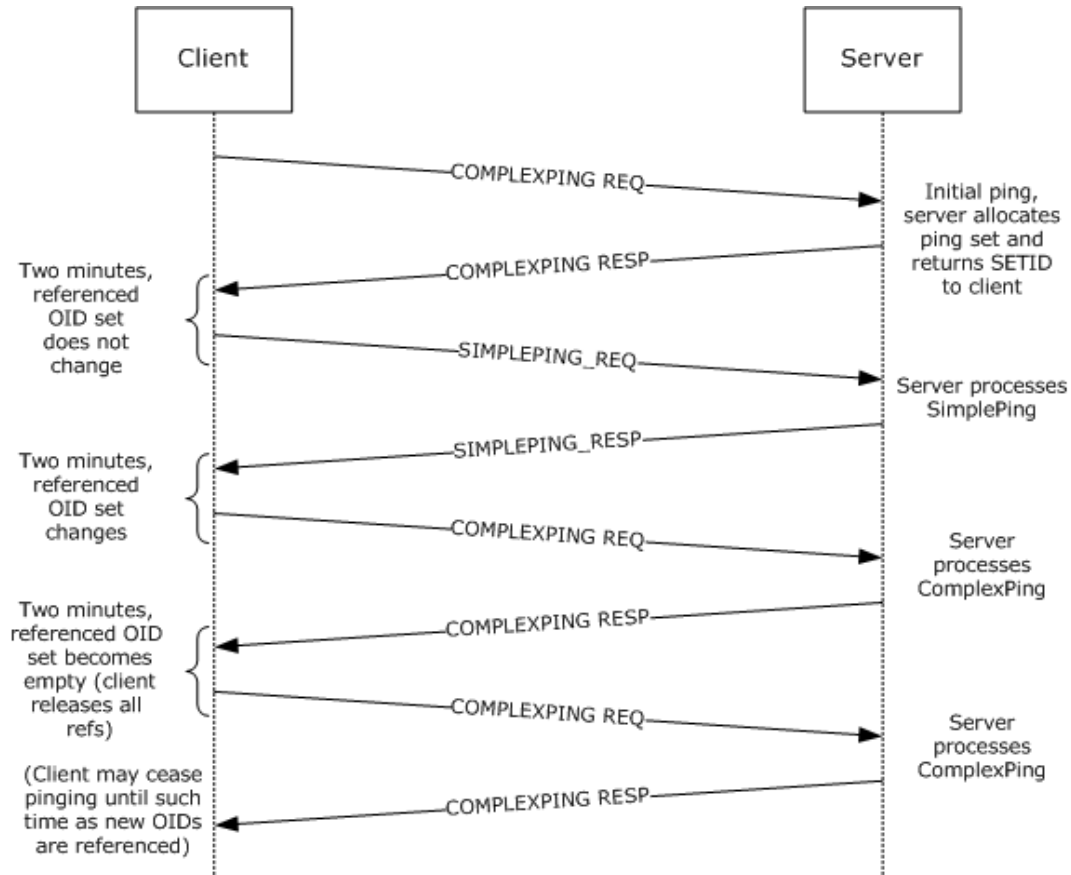 Client
Server
COMPLEXPING REQ
Initial ping,
server allocates
ping set and
returns SETID
to client
COMPLEXPING RESP
Two minutes,
referenced
OID set
does not
change
SIMPLEPING_REQ
Server processes
SimplePing
SIMPLEPING_RESP
Two minutes,
referenced
OID set
changes
COMPLEXPING REQ
Server
processes
ComplexPing
COMPLEXPING RESP
Two minutes,
referenced OID
set becomes
empty (client
releases all
refs)
COMPLEXPING REQ
Server
processes
ComplexPing
COMPLEXPING RESP
(Client may cease
pinging until such
time as new OIDs
are referenced)